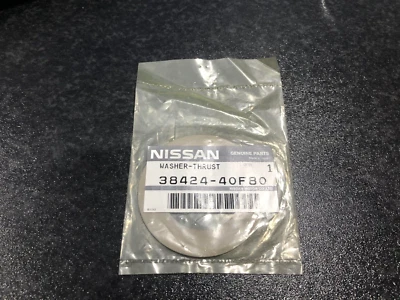 NISSAN GENUINE PARTS
WASHER-THRUST 1
38424-40F80